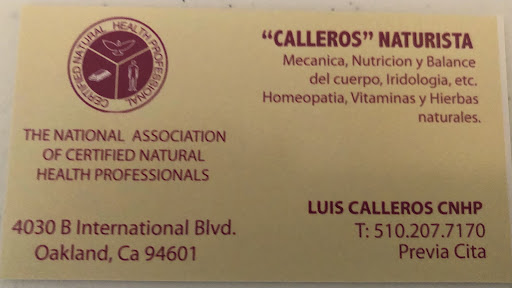 CERTIFIED NATURAL HEALTH PROFESSIONAL
THE NATIONAL ASSOCIATION
OF CERTIFIED NATURAL
HEALTH PROFESSIONALS
4030 B International Blvd.
Oakland, Ca 94601
“CALLEROS” NATURISTA
Mecanica, Nutricion y Balance
del cuerpo, Iridologia, etc.
Homeopatia, Vitaminas y Hierbas
naturales.
LUIS CALLEROS CNHP
T: 510.207.7170
Previa Cita